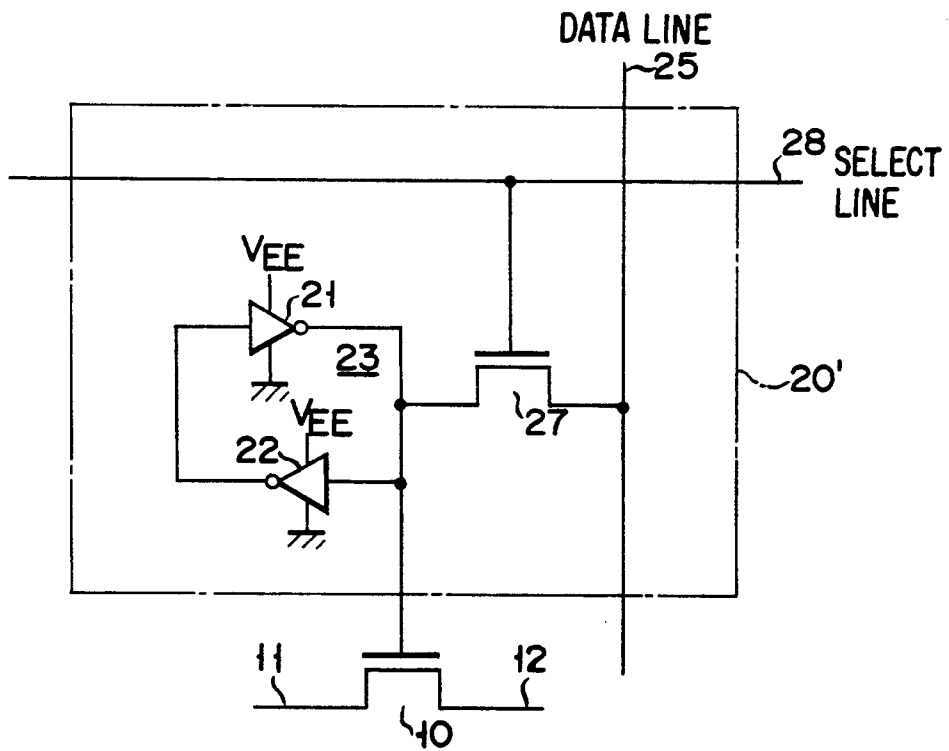 DATA LINE
25
28 SELECT
LINE
VEE
21
23
20'
27
VEE
22
11
12
10